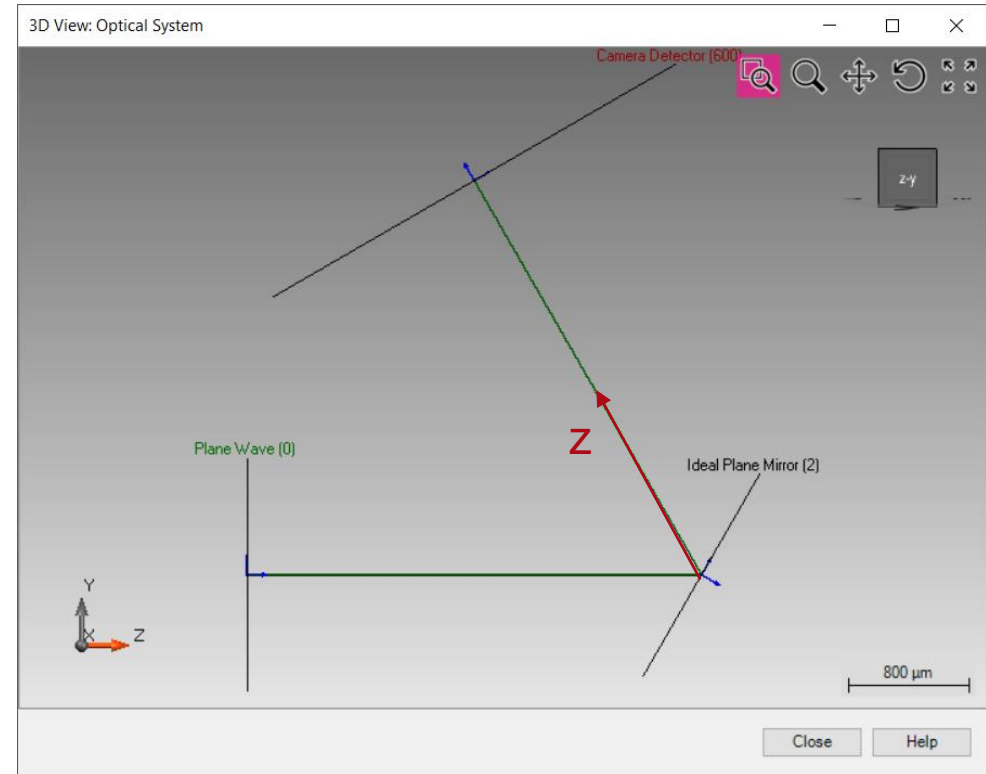 3D View: Optical System
Camera Detector (600)
z-y
Plane Wave (0)
Z
Ideal Plane Mirror (2)
Y
X
Z
800 µm
Close
Help